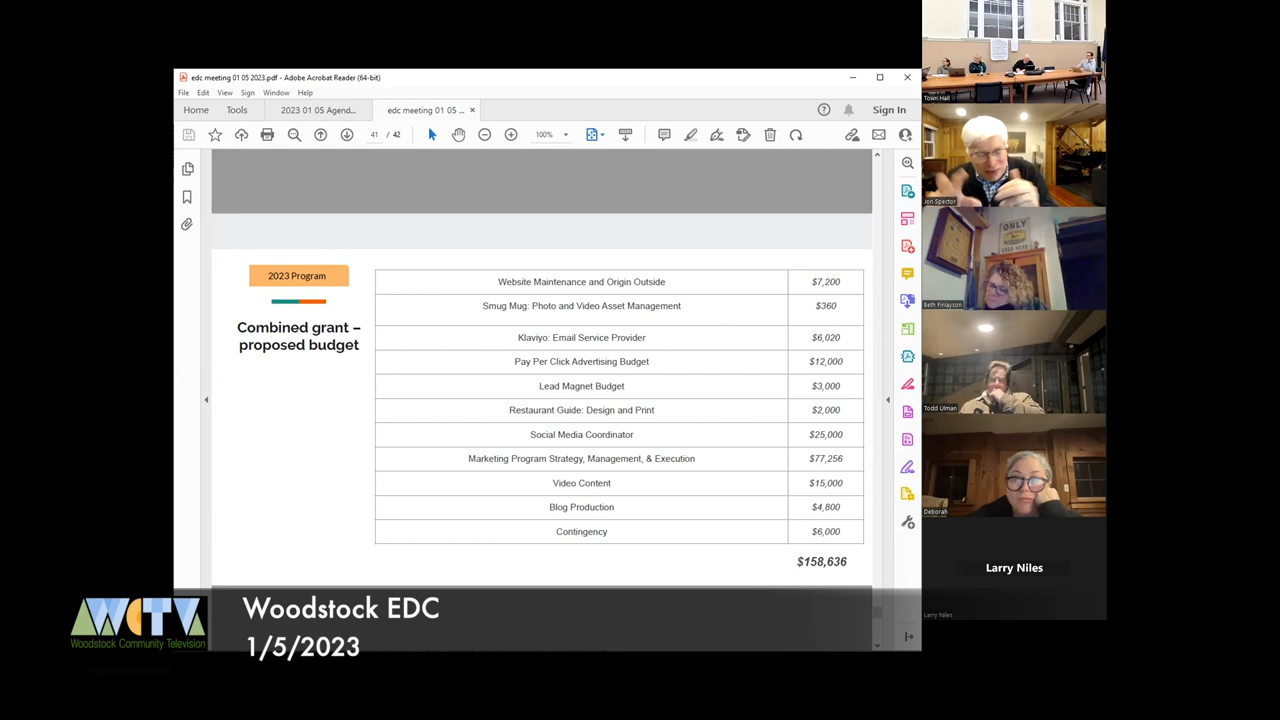 edc meeting 01 05 2023.pdf - Adobe Acrobat Reader (64-bit)
File Edit View Sign Window Help
Home Tools 2023 01 05 Agend... edc meeting 01 05 ... Sign In
41 / 42 100%
2023 Program
Combined grant –
proposed budget
Website Maintenance and Origin Outside $7,200
Smug Mug: Photo and Video Asset Management $360
Klaviyo: Email Service Provider $6,020
Pay Per Click Advertising Budget $12,000
Lead Magnet Budget $3,000
Restaurant Guide: Design and Print $2,000
Social Media Coordinator $25,000
Marketing Program Strategy, Management, & Execution $77,256
Video Content $15,000
Blog Production $4,800
Contingency $6,000
$158,636
Town Hall
Jon Spector
ONLY
Beth Finlayson
Todd Ulman
Deborah
Larry Niles
Larry Niles
WCTV
Woodstock Community Television
Woodstock EDC
1/5/2023